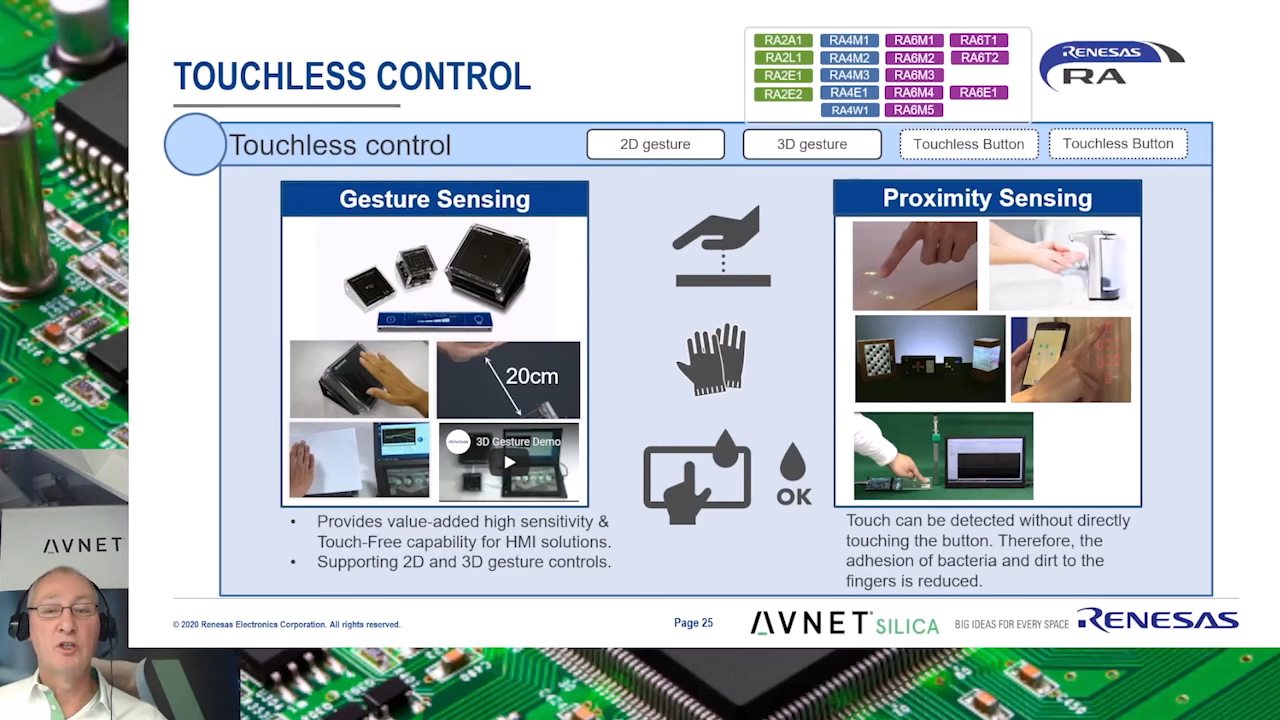 TOUCHLESS CONTROL
RA2A1 RA4M1 RA6M1 RA6T1
RA2L1 RA4M2 RA6M2 RA6T2
RA2E1 RA4M3 RA6M3
RA2E2 RA4E1 RA6M4 RA6E1
RA4W1 RA6M5
RENESAS
RA
Touchless control
2D gesture
3D gesture
Touchless Button
Touchless Button
Gesture Sensing
20cm
RENESAS
3D Gesture Demo
• Provides value-added high sensitivity &
Touch-Free capability for HMI solutions.
• Supporting 2D and 3D gesture controls.
OK
Proximity Sensing
Touch can be detected without directly
touching the button. Therefore, the
adhesion of bacteria and dirt to the
fingers is reduced.
© 2020 Renesas Electronics Corporation. All rights reserved.
Page 25
AVNET® SILICA
BIG IDEAS FOR EVERY SPACE
RENESAS
AVNET